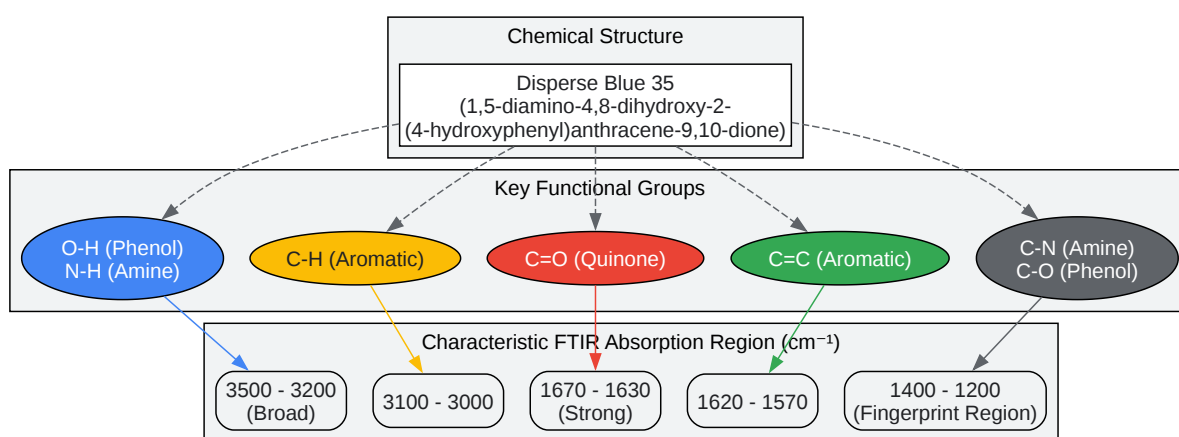 Chemical Structure
Disperse Blue 35
(1,5-diamino-4,8-dihydroxy-2-
(4-hydroxyphenyl)anthracene-9,10-dione)
Key Functional Groups
O-H (Phenol)
N-H (Amine)
C-H (Aromatic)
C=O (Quinone)
C=C (Aromatic)
C-N (Amine)
C-O (Phenol)
Characteristic FTIR Absorption Region (cm⁻¹)
3500 - 3200
(Broad)
3100 - 3000
1670 - 1630
(Strong)
1620 - 1570
1400 - 1200
(Fingerprint Region)